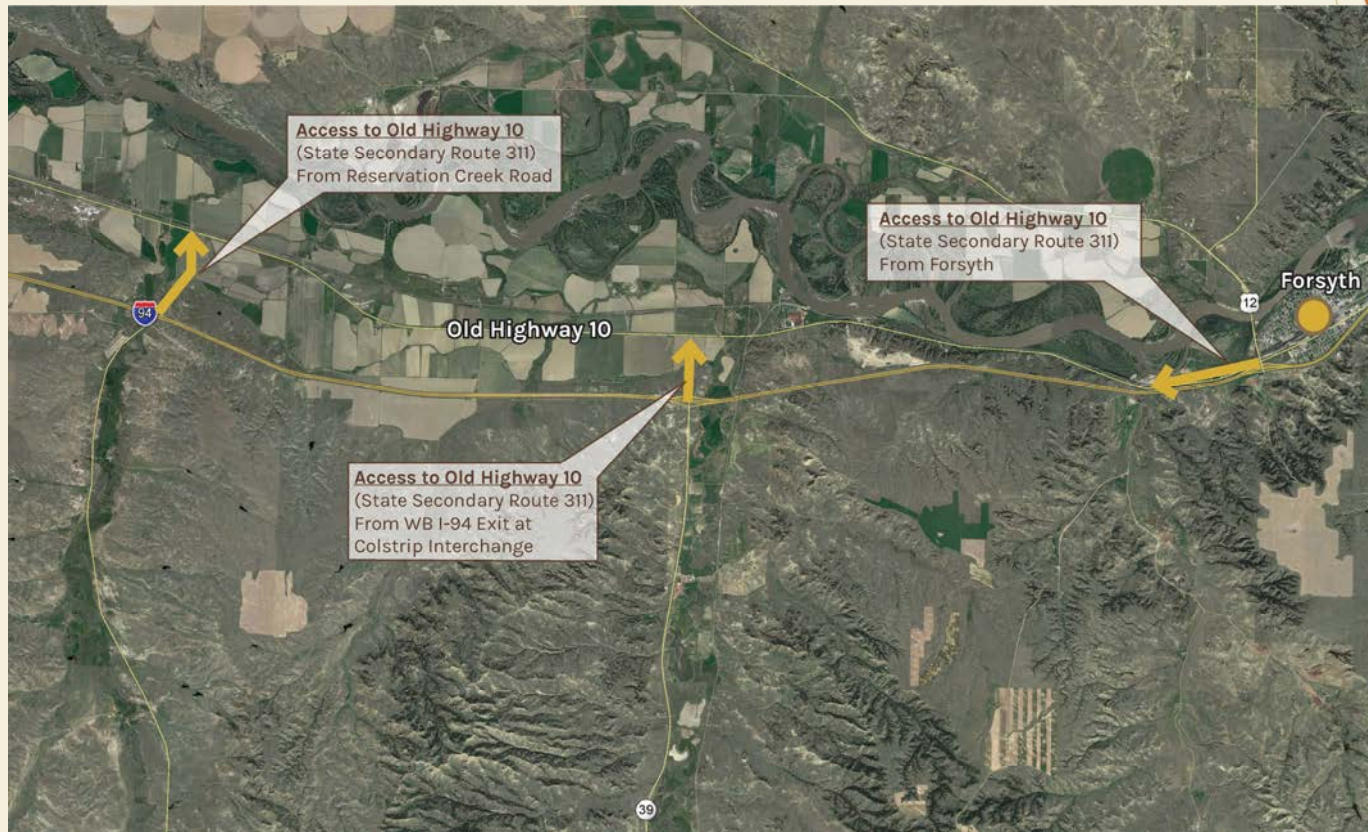 Access to Old Highway 10
(State Secondary Route 311)
From Reservation Creek Road
Access to Old Highway 10
(State Secondary Route 311)
From Forsyth
Forsyth
12
94
Old Highway 10
Access to Old Highway 10
(State Secondary Route 311)
From WB I-94 Exit at
Colstrip Interchange
39